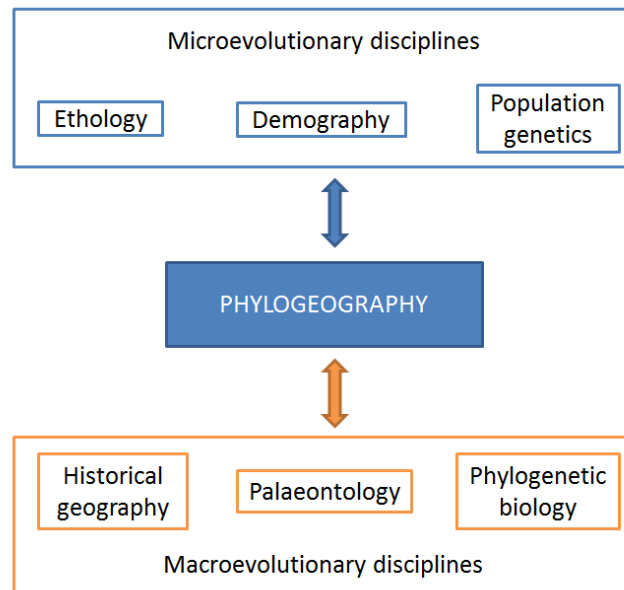 Microevolutionary disciplines
Ethology
Demography
Population
genetics
PHYLOGEOGRAPHY
Historical
geography
Palaeontology
Phylogenetic
biology
Macroevolutionary disciplines